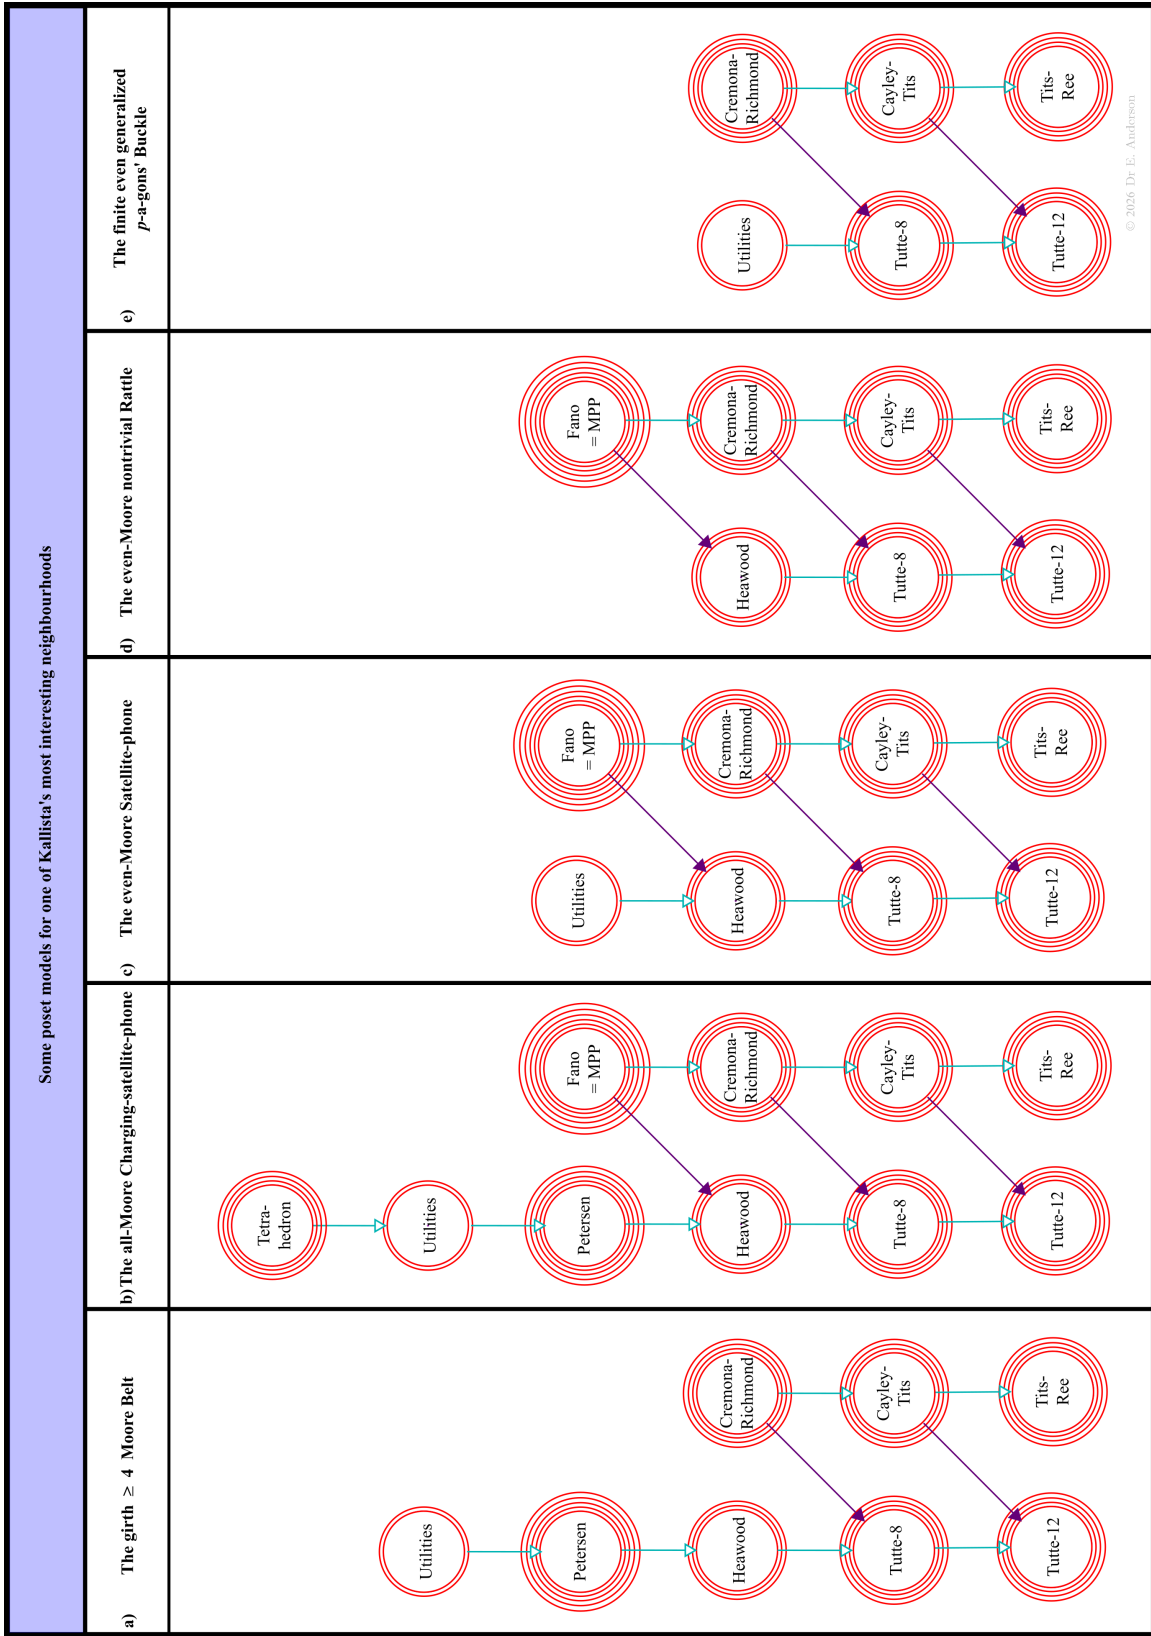 Some poset models for one of Kallista's most interesting neighbourhoods
a) The girth ≥ 4 Moore Belt
b) The all-Moore Charging-satellite-phone
c) The even-Moore Satellite-phone
d) The even-Moore nontrivial Rattle
e) The finite even generalized
p-a-gons' Buckle
Utilities
Petersen
Heawood
Tutte-8
Tutte-12
Cremona-
Richmond
Cayley-
Tits
Tits-
Ree
Tetra-
hedron
Utilities
Petersen
Heawood
Tutte-8
Tutte-12
Fano
= MPP
Cremona-
Richmond
Cayley-
Tits
Tits-
Ree
Utilities
Heawood
Tutte-8
Tutte-12
Fano
= MPP
Cremona-
Richmond
Cayley-
Tits
Tits-
Ree
Heawood
Tutte-8
Tutte-12
Fano
= MPP
Cremona-
Richmond
Cayley-
Tits
Tits-
Ree
Utilities
Tutte-8
Tutte-12
Cremona-
Richmond
Cayley-
Tits
Tits-
Ree
© 2026 Dr E. Anderson